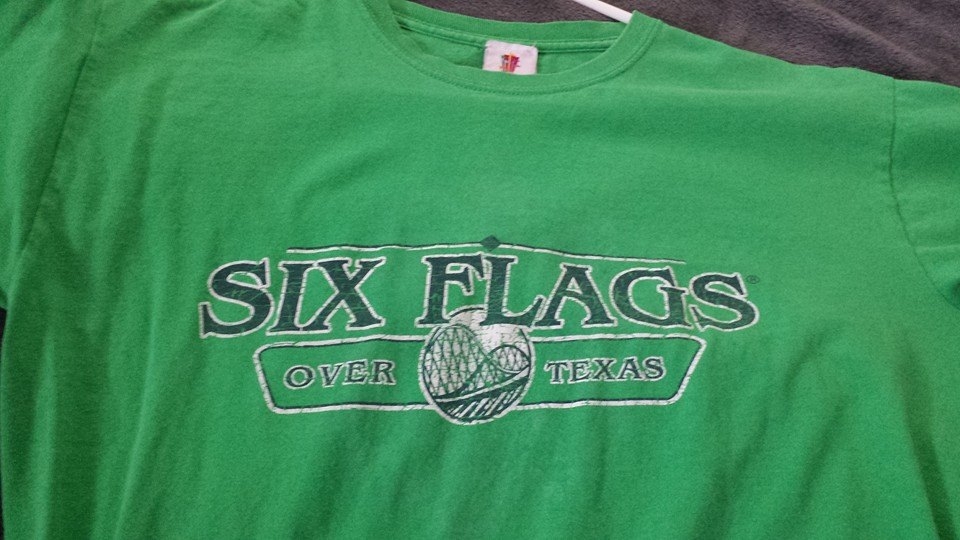 SIX FLAGS®
OVER TEXAS